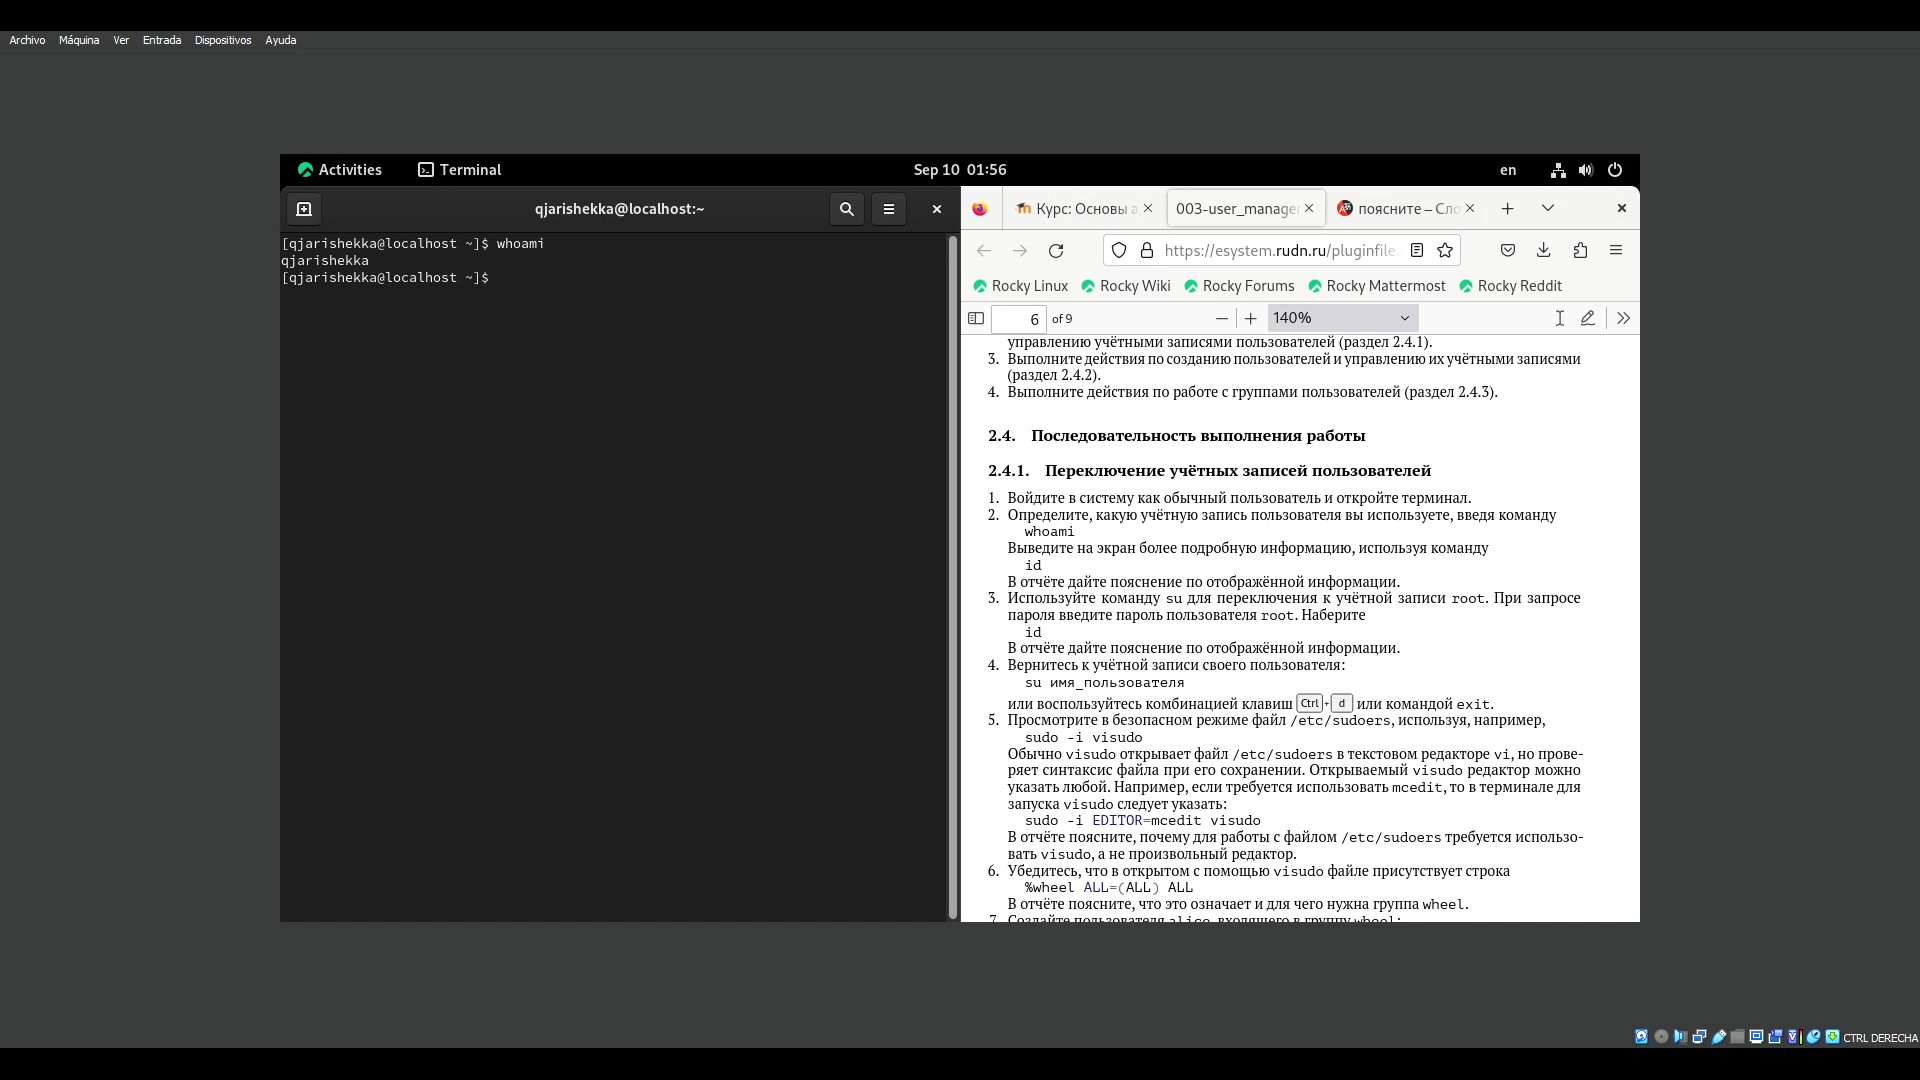 Archivo Máquina Ver Entrada Dispositivos Ayuda
Activities Terminal Sep 10 01:56 en
qjarishekka@localhost:~
[qjarishekka@localhost ~]$ whoami
qjarishekka
[qjarishekka@localhost ~]$
Курс: Основы 003-user_manager поясните – Сло
https://esystem.rudn.ru/pluginfile.
Rocky Linux Rocky Wiki Rocky Forums Rocky Mattermost Rocky Reddit
6 of 9 140%
управлению учётными записями пользователей (раздел 2.4.1).
3. Выполните действия по созданию пользователей и управлению их учётными записями
(раздел 2.4.2).
4. Выполните действия по работе с группами пользователей (раздел 2.4.3).
2.4. Последовательность выполнения работы
2.4.1. Переключение учётных записей пользователей
1. Войдите в систему как обычный пользователь и откройте терминал.
2. Определите, какую учётную запись пользователя вы используете, введя команду
whoami
Выведите на экран более подробную информацию, используя команду
id
В отчёте дайте пояснение по отображённой информации.
3. Используйте команду su для переключения к учётной записи root. При запросе
пароля введите пароль пользователя root. Наберите
id
В отчёте дайте пояснение по отображённой информации.
4. Вернитесь к учётной записи своего пользователя:
su имя_пользователя
или воспользуйтесь комбинацией клавиш Ctrl + d или командой exit.
5. Просмотрите в безопасном режиме файл /etc/sudoers, используя, например,
sudo -i visudo
Обычно visudo открывает файл /etc/sudoers в текстовом редакторе vi, но прове-
ряет синтаксис файла при его сохранении. Открываемый visudo редактор можно
указать любой. Например, если требуется использовать mcedit, то в терминале для
запуска visudo следует указать:
sudo -i EDITOR=mcedit visudo
В отчёте поясните, почему для работы с файлом /etc/sudoers требуется использо-
вать visudo, а не произвольный редактор.
6. Убедитесь, что в открытом с помощью visudo файле присутствует строка
%wheel ALL=(ALL) ALL
В отчёте поясните, что это означает и для чего нужна группа wheel.
7. Создайте пользователя alice, входящего в группу wheel:
CTRL DERECHA